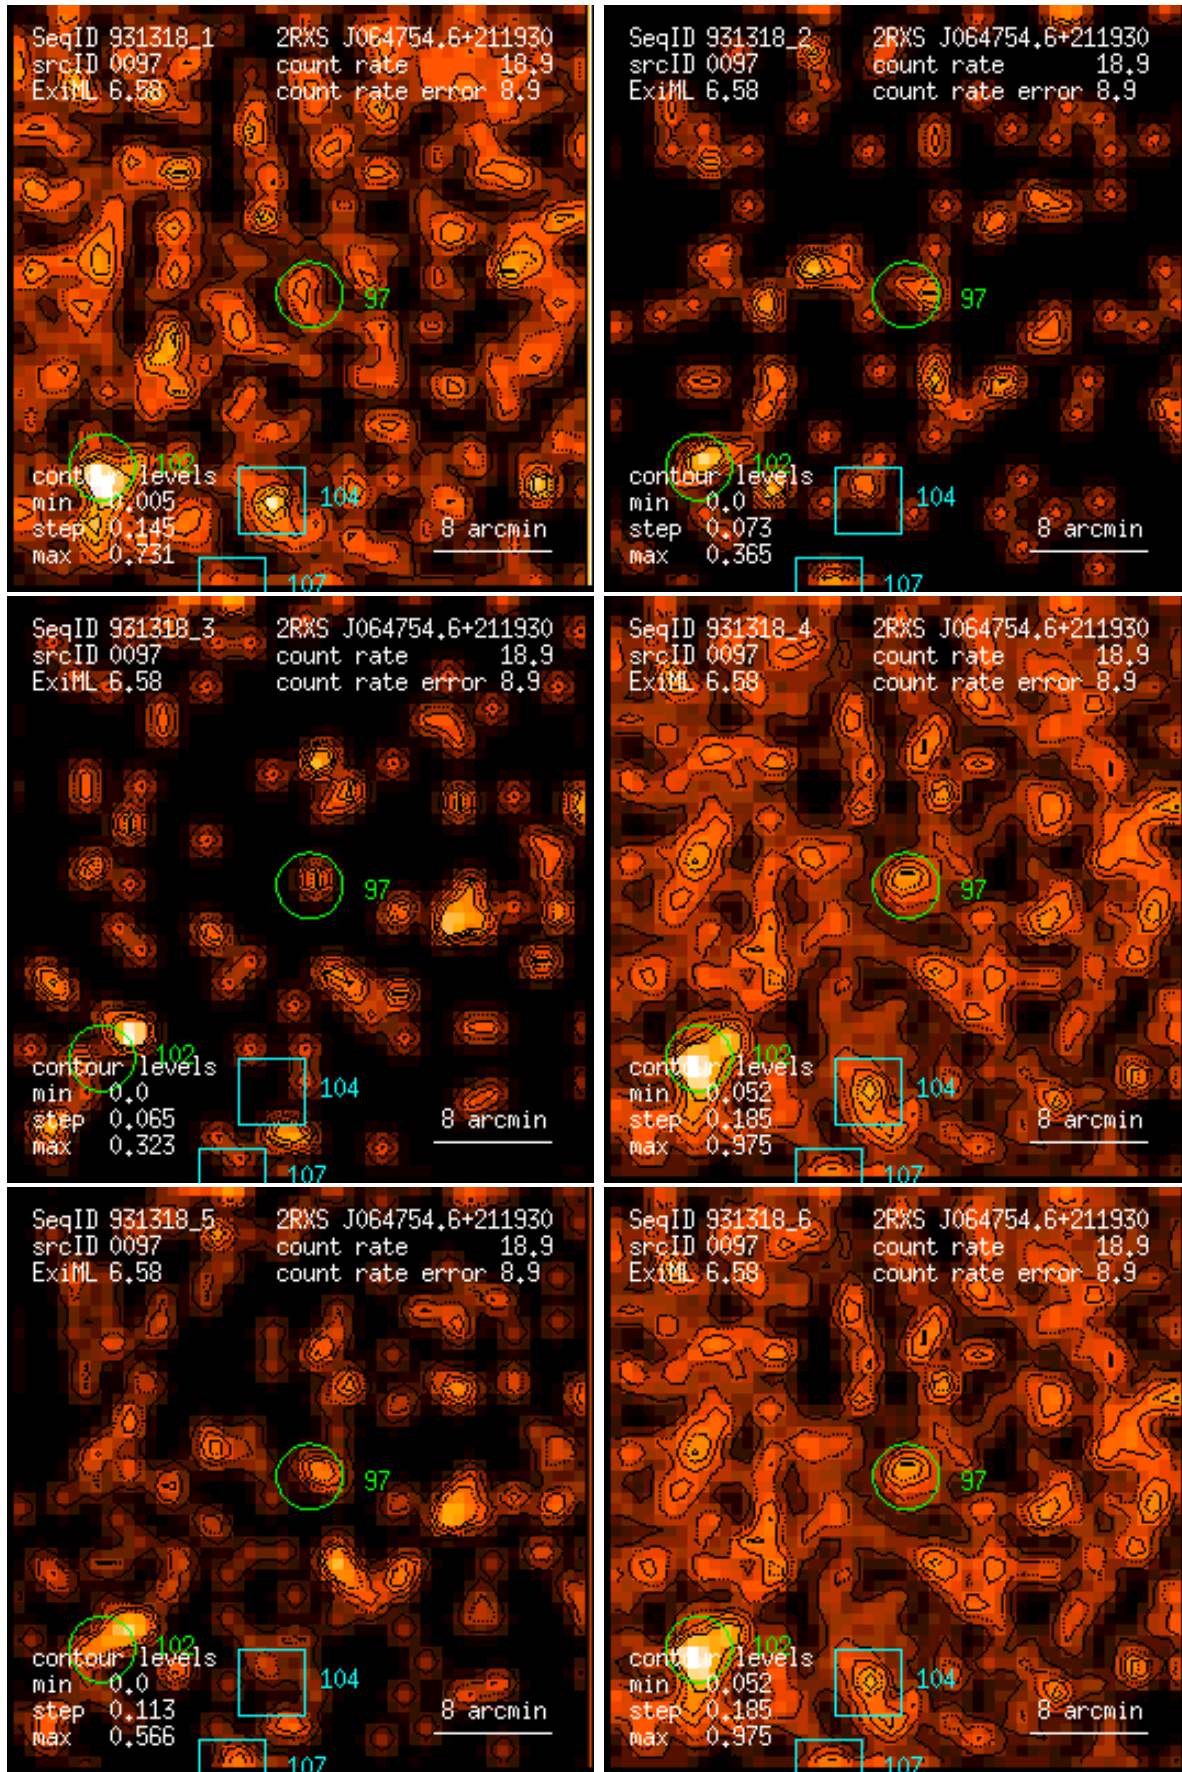 SeqID 931318_1 2RXS J064754.6+211930
srcID 0097 count rate 18.9
ExiML 6.58 count rate error 8.9
97
102
contour levels
min 0.005
104
step 0.145
8 arcmin
max 0.731
107
SeqID 931318_2 2RXS J064754.6+211930
srcID 0097 count rate 18.9
ExiML 6.58 count rate error 8.9
97
102
contour levels
min 0.0
104
step 0.073
8 arcmin
max 0.365
107
SeqID 931318_3 2RXS J064754.6+211930
srcID 0097 count rate 18.9
ExiML 6.58 count rate error 8.9
97
102
contour levels
min 0.0
104
step 0.065
8 arcmin
max 0.323
107
SeqID 931318_4 2RXS J064754.6+211930
srcID 0097 count rate 18.9
ExiML 6.58 count rate error 8.9
97
102
contour levels
min 0.052
104
step 0.185
8 arcmin
max 0.975
107
SeqID 931318_5 2RXS J064754.6+211930
srcID 0097 count rate 18.9
ExiML 6.58 count rate error 8.9
97
102
contour levels
min 0.0
104
step 0.113
8 arcmin
max 0.566
107
SeqID 931318_6 2RXS J064754.6+211930
srcID 0097 count rate 18.9
ExiML 6.58 count rate error 8.9
97
102
contour levels
min 0.052
104
step 0.185
8 arcmin
max 0.975
107